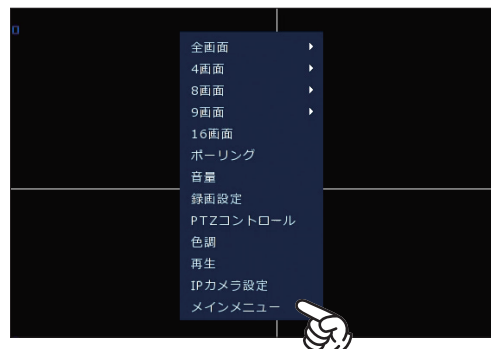 全画面
4画面
8画面
9画面
16画面
ポーリング
音量
録画設定
PTZコントロール
色調
再生
IPカメラ設定
メインメニュー